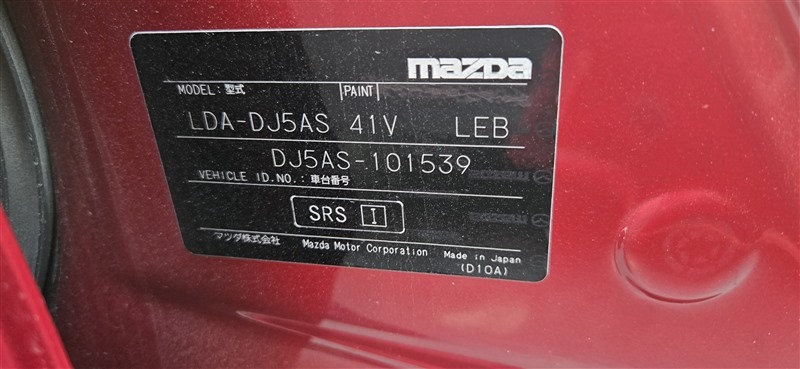 mazda
MODEL:型式 PAINT
LDA-DJ5AS 41V LEB
DJ5AS-101539
VEHICLE ID.NO.:車台番号
SRS I
マツダ株式会社 Mazda Motor Corporation Made in Japan
(D10A)